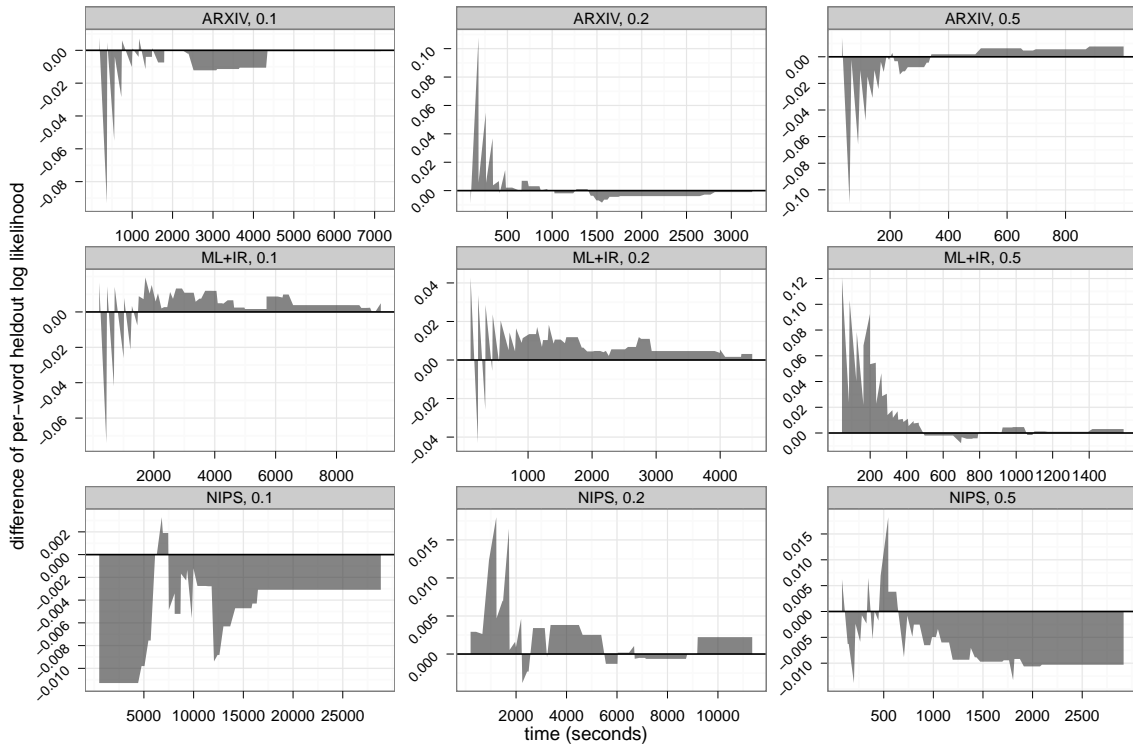 ARXIV, 0.1
ARXIV, 0.2
ARXIV, 0.5
0.00
−0.02
−0.04
−0.06
−0.08
0.10
0.08
0.06
0.04
0.02
0.00
0.00
−0.02
−0.04
−0.06
−0.08
−0.10
1000 2000 3000 4000 5000 6000 7000
500 1000 1500 2000 2500 3000
200 400 600 800
ML+IR, 0.1
ML+IR, 0.2
ML+IR, 0.5
0.00
−0.02
−0.04
−0.06
0.04
0.02
0.00
−0.02
−0.04
0.12
0.10
0.08
0.06
0.04
0.02
0.00
2000 4000 6000 8000
1000 2000 3000 4000
200 400 600 800 1000 1200 1400
NIPS, 0.1
NIPS, 0.2
NIPS, 0.5
0.002
0.000
−0.002
−0.004
−0.006
−0.008
−0.010
0.015
0.010
0.005
0.000
0.015
0.010
0.005
0.000
−0.005
−0.010
5000 10000 15000 20000 25000
2000 4000 6000 8000 10000
500 1000 1500 2000 2500
difference of per−word heldout log likelihood
time (seconds)